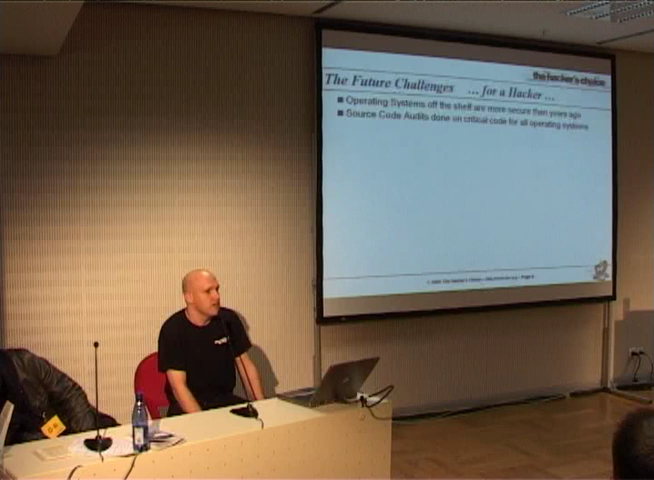 the hacker's choice
The Future Challenges ... for a Hacker ...
Operating Systems off the shelf are more secure then years ago
Source Code Audits done on critical code for all operating systems